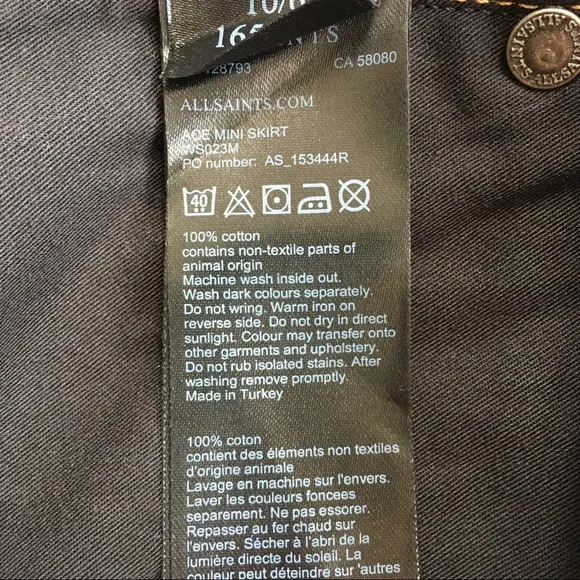 10/6
165 NTS
128793 CA 58080
ALLSAINTS.COM
AOE MINI SKIRT
WS023M
PO number: AS_153444R
40
100% cotton
contains non-textile parts of
animal origin
Machine wash inside out.
Wash dark colours separately.
Do not wring. Warm iron on
reverse side. Do not dry in direct
sunlight. Colour may transfer onto
other garments and upholstery.
Do not rub isolated stains. After
washing remove promptly.
Made in Turkey
100% coton
contient des éléments non textiles
d'origine animale
Lavage en machine sur l'envers.
Laver les couleurs foncees
separement. Ne pas essorer.
Repasser au fer chaud sur
l'envers. Sécher à l'abri de la
lumière directe du soleil. La
couleur peut déteindre sur d'autres
ALLSAINTS